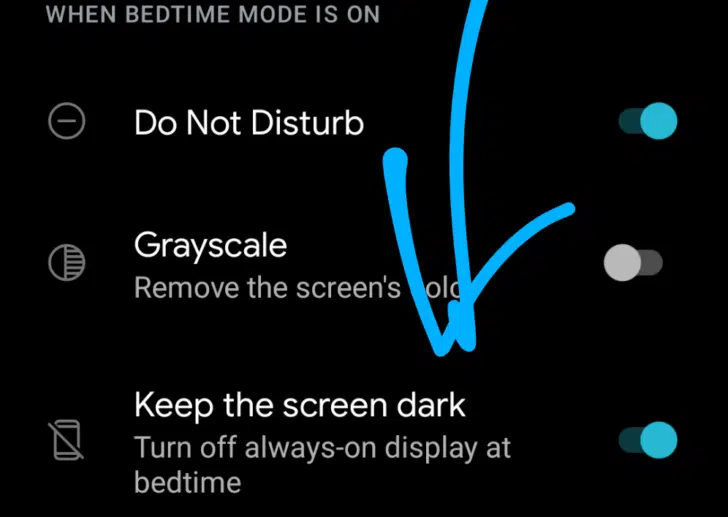 WHEN BEDTIME MODE IS ON
Do Not Disturb
Grayscale
Remove the screen's
Keep the screen dark
Turn off always-on display at
bedtime